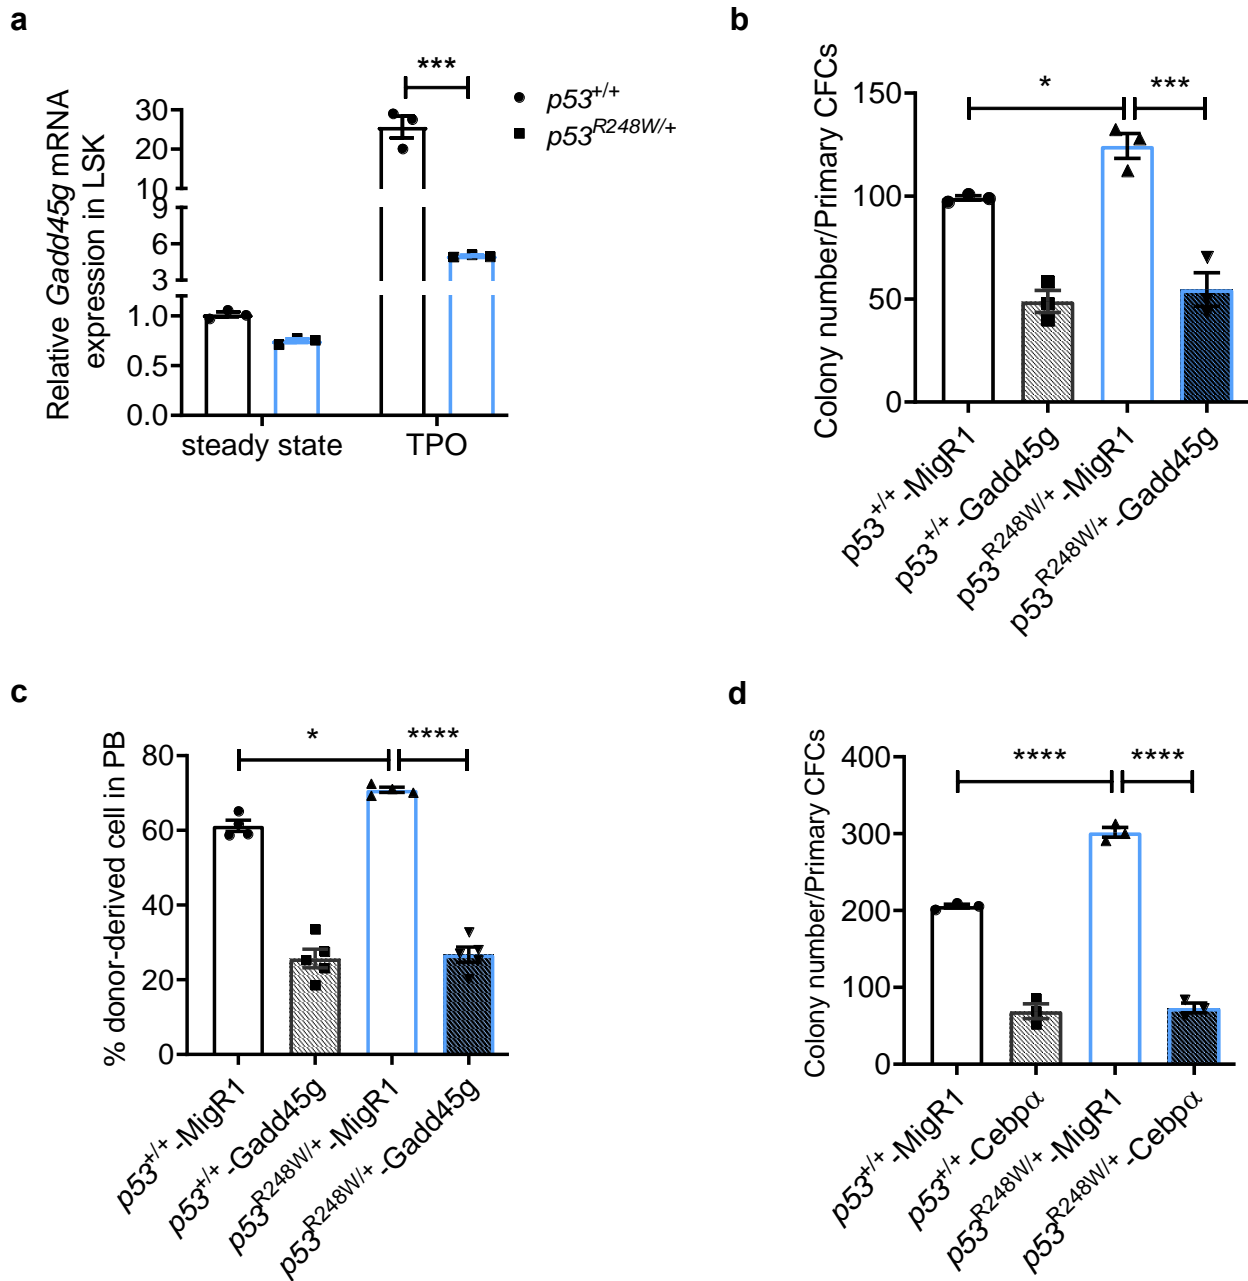 a
Relative Gadd45g mRNA
expression in LSK
30
20
10
9
6
3
1.0
0.5
0.0
***
p53+/+
p53R248W/+
steady state
TPO
b
Colony number/Primary CFCs
150
100
50
0
*
***
p53+/+-MigR1
p53+/+-Gadd45g
p53R248W/+-MigR1
p53R248W/+-Gadd45g
c
% donor-derived cell in PB
80
60
40
20
0
*
****
p53+/+-MigR1
p53+/+-Gadd45g
p53R248W/+-MigR1
p53R248W/+-Gadd45g
d
Colony number/Primary CFCs
400
300
200
100
0
****
****
p53+/+-MigR1
p53+/+-Cebpα
p53R248W/+-MigR1
p53R248W/+-Cebpα